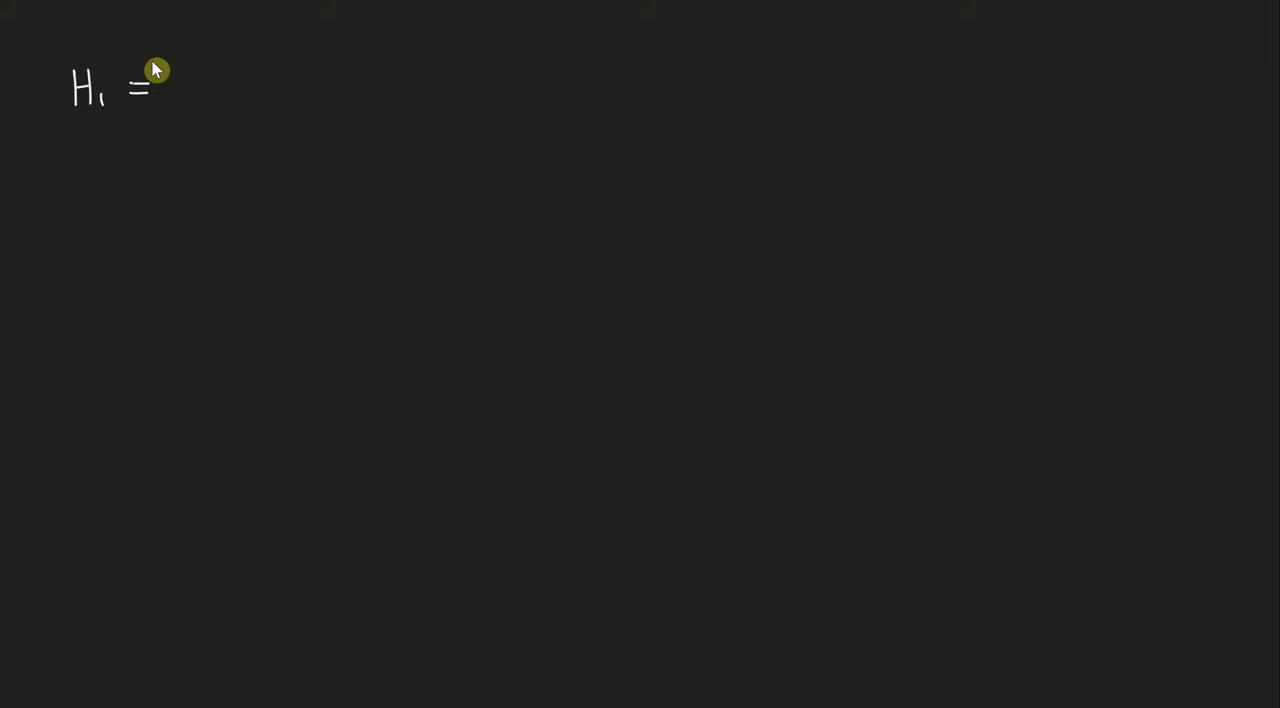 H₁ =